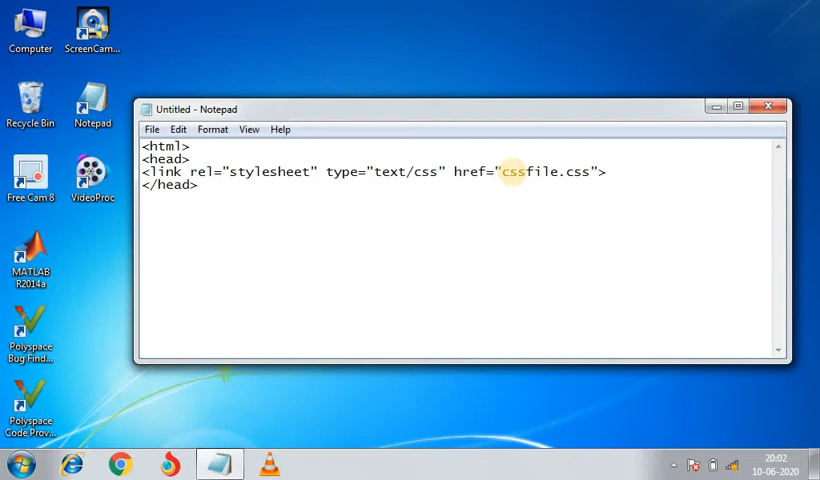 Computer
ScreenCam...
Recycle Bin
Notepad
Free Cam 8
VideoProc
MATLAB
R2014a
Polyspace
Bug Find...
Polyspace
Code Prov...
Untitled - Notepad
File Edit Format View Help
<html>
<head>
<link rel="stylesheet" type="text/css" href="cssfile.css">
</head>
20:02
10-06-2020